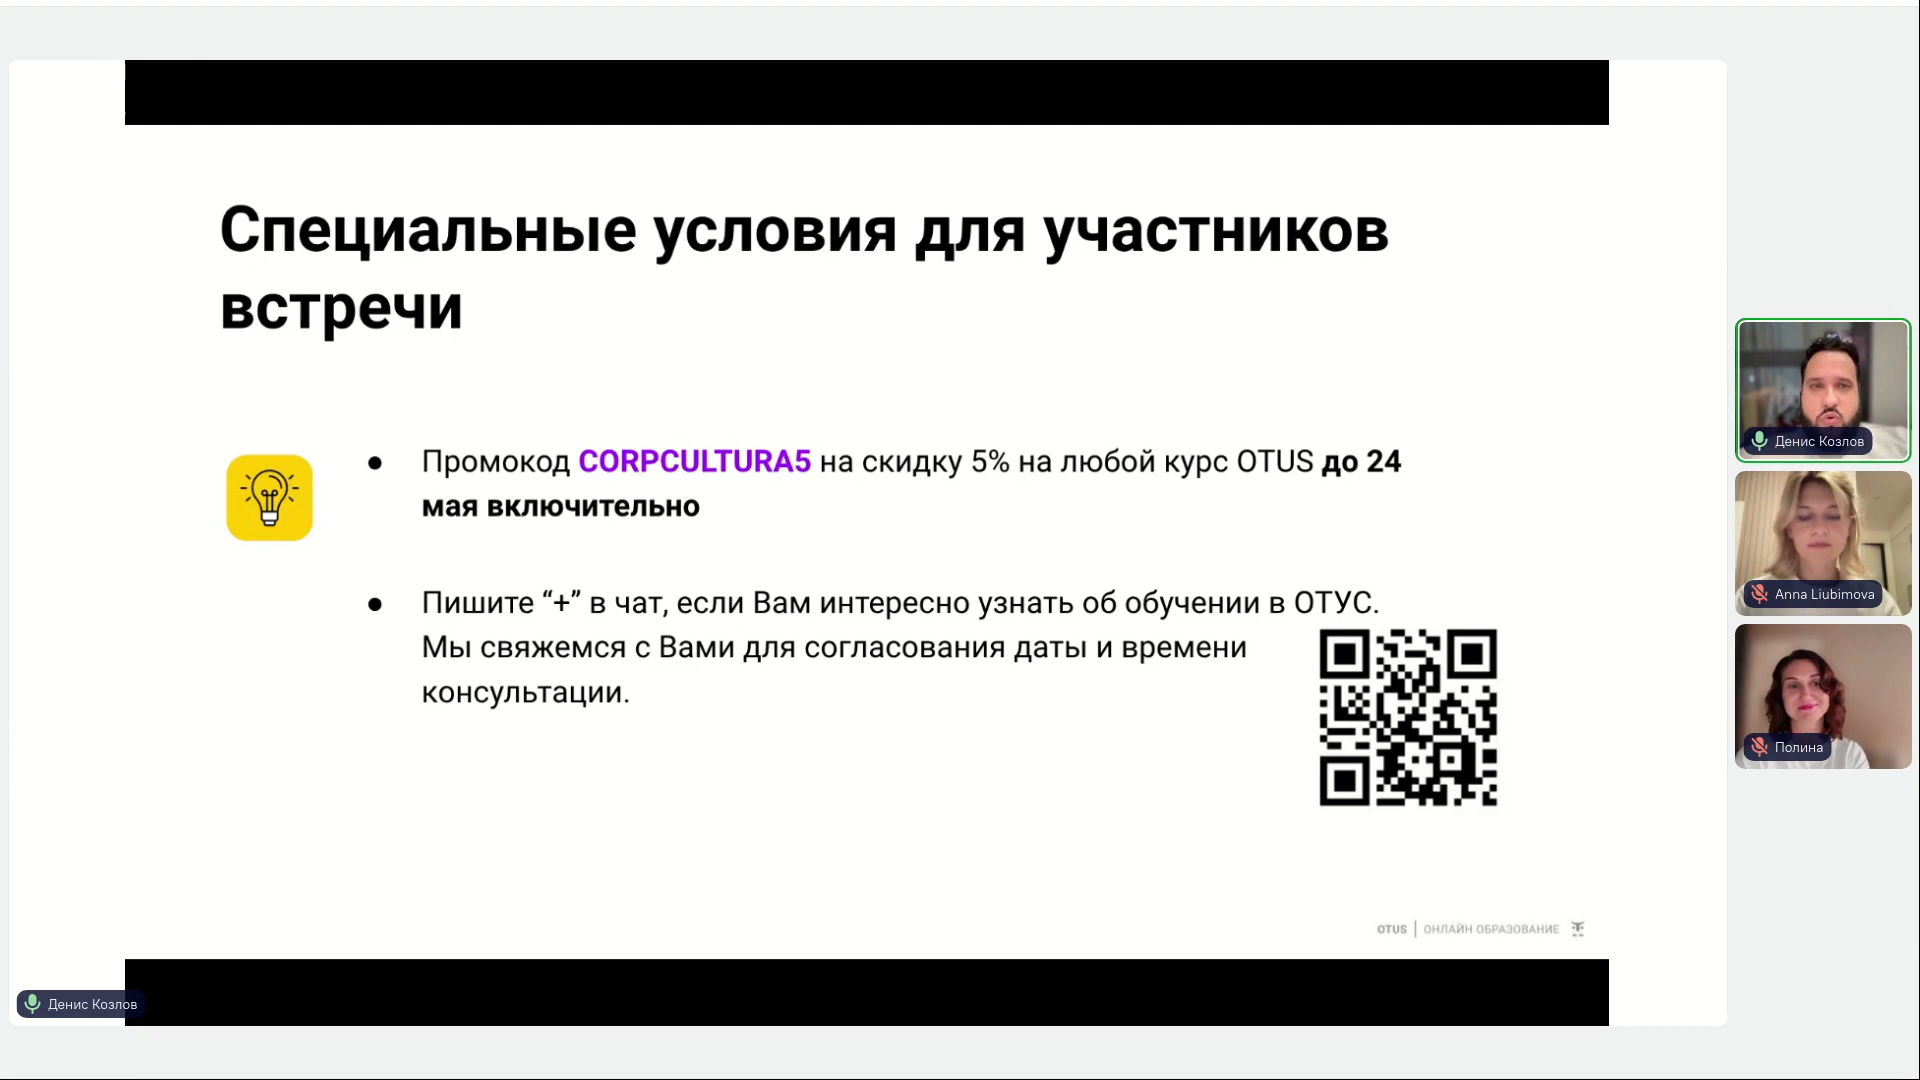 Специальные условия для участников
встречи
● Промокод CORPCULTURA5 на скидку 5% на любой курс OTUS до 24
мая включительно
● Пишите “+” в чат, если Вам интересно узнать об обучении в ОТУС.
Мы свяжемся с Вами для согласования даты и времени
консультации.
OTUS | ОНЛАЙН ОБРАЗОВАНИЕ
Денис Козлов
Денис Козлов
Anna Liubimova
Полина